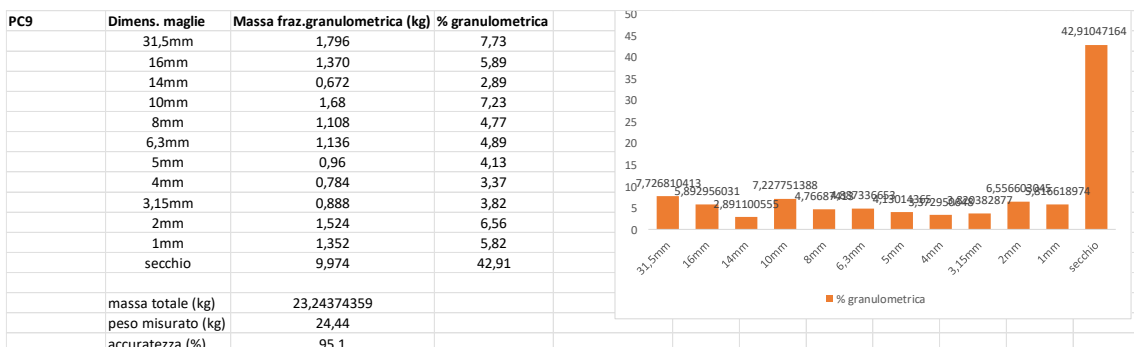 PC9 Dimens. maglie Massa fraz.granulometrica (kg) % granulometrica
31,5mm 1,796 7,73
16mm 1,370 5,89
14mm 0,672 2,89
10mm 1,68 7,23
8mm 1,108 4,77
6,3mm 1,136 4,89
5mm 0,96 4,13
4mm 0,784 3,37
3,15mm 0,888 3,82
2mm 1,524 6,56
1mm 1,352 5,82
secchio 9,974 42,91
massa totale (kg) 23,24374359
peso misurato (kg) 24,44
accuratezza (%) 95,1
50
45
40
35
30
25
20
15
10
5
0
7,726810413
5,892956031
2,891100555
7,227751388
6,556603045
5,816618974
42,91047164
31,5mm 16mm 14mm 10mm 8mm 6,3mm 5mm 4mm 3,15mm 2mm 1mm secchio
% granulometrica